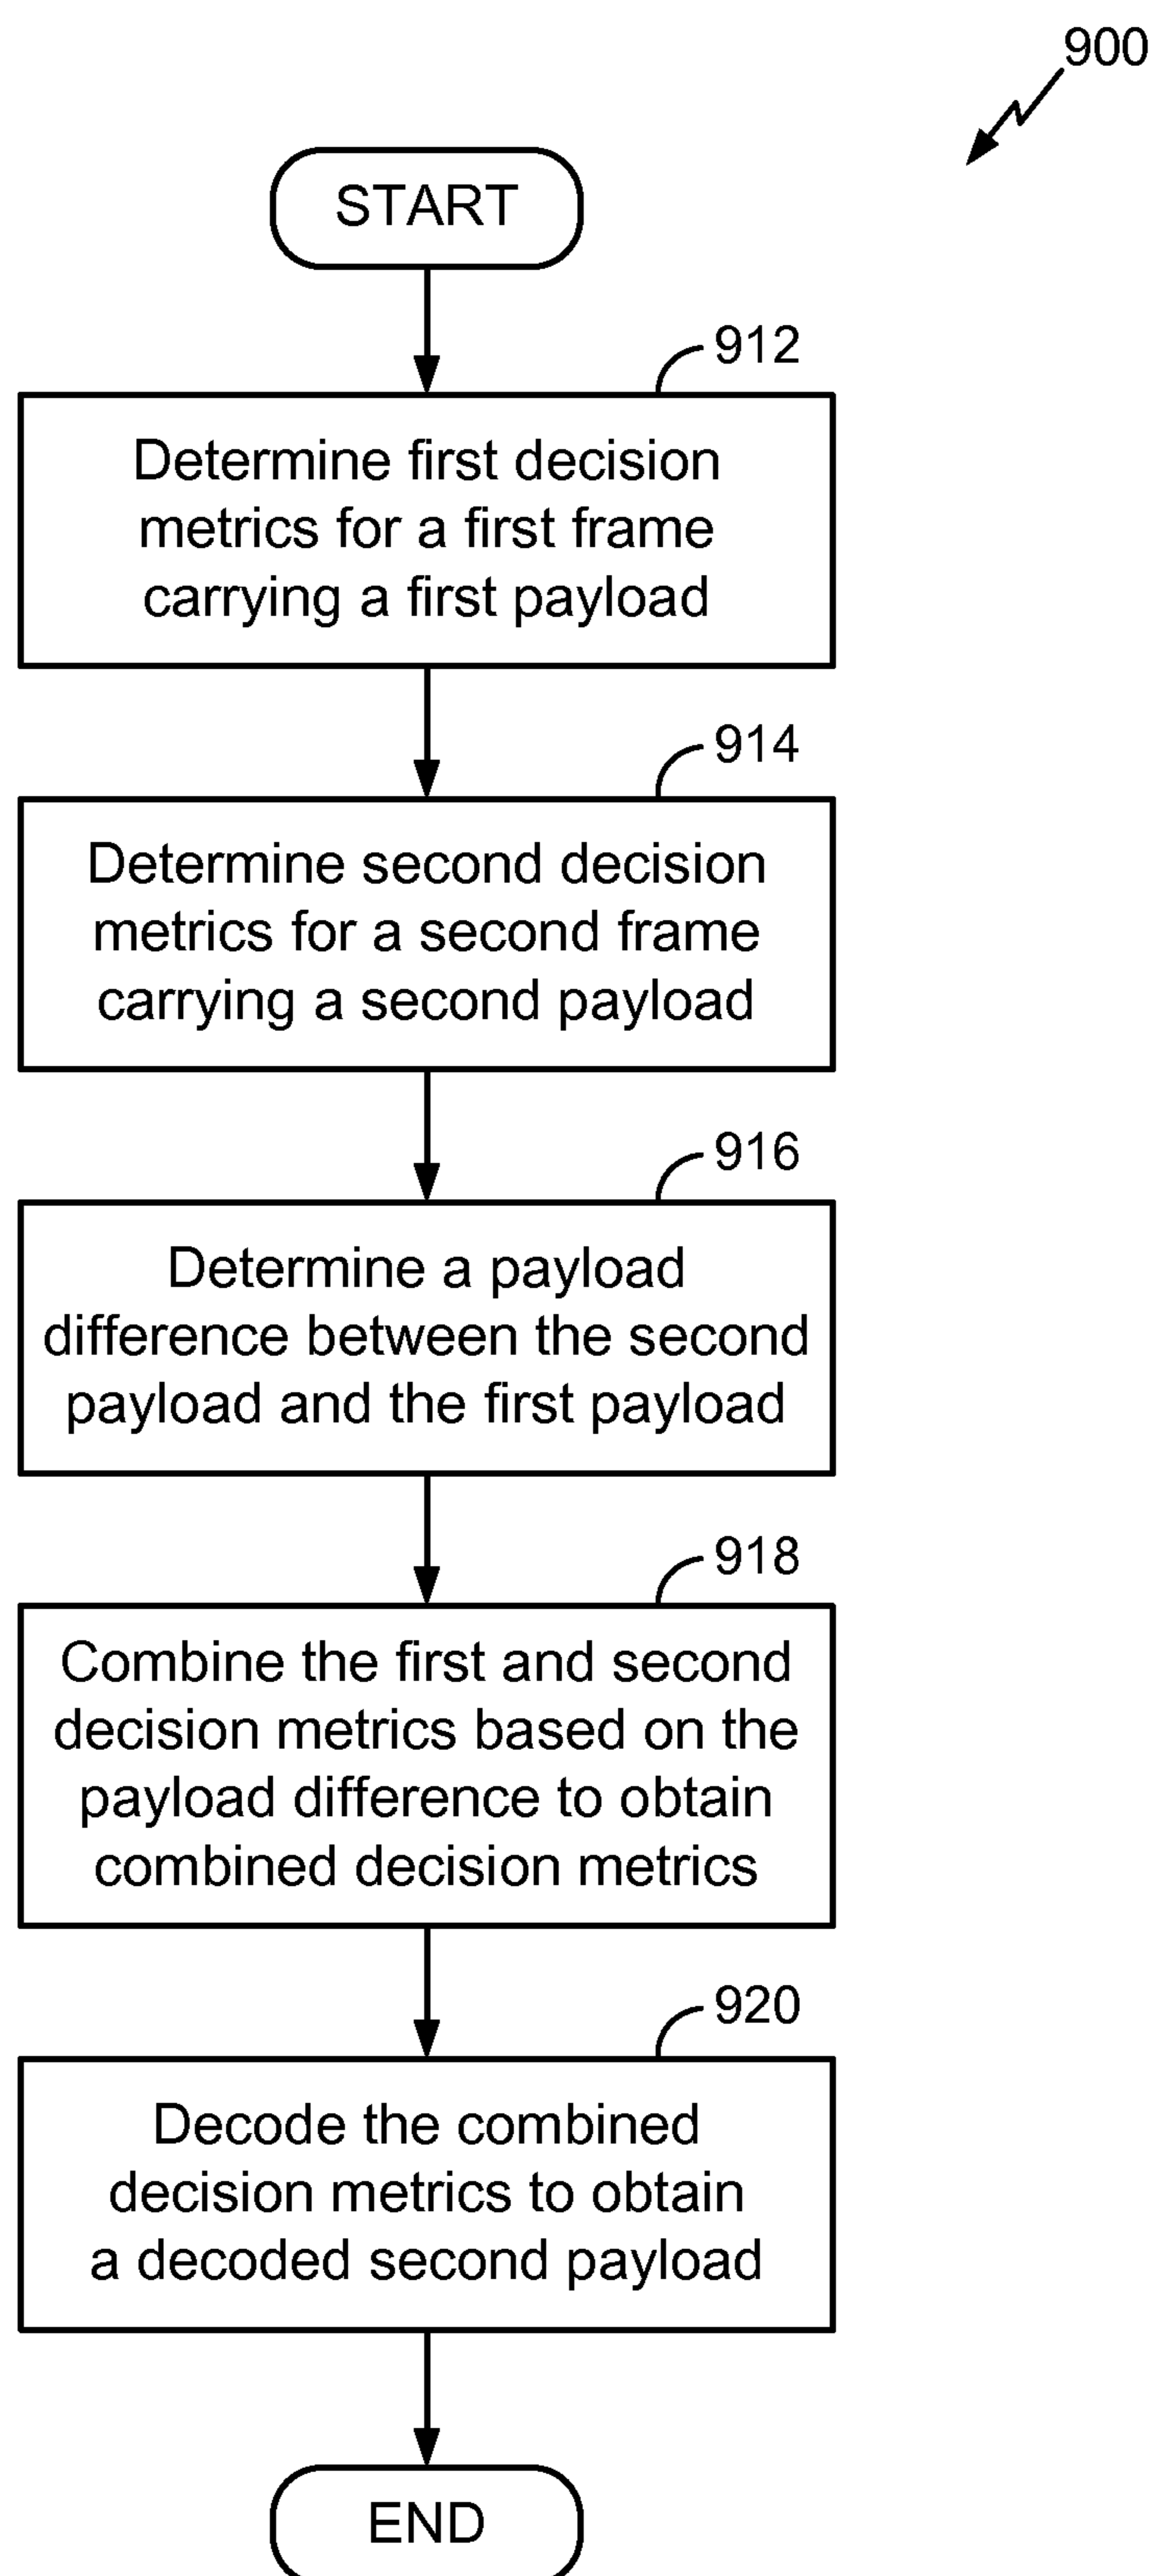 900
START
912
Determine first decision
metrics for a first frame
carrying a first payload
914
Determine second decision
metrics for a second frame
carrying a second payload
916
Determine a payload
difference between the second
payload and the first payload
918
Combine the first and second
decision metrics based on the
payload difference to obtain
combined decision metrics
920
Decode the combined
decision metrics to obtain
a decoded second payload
END